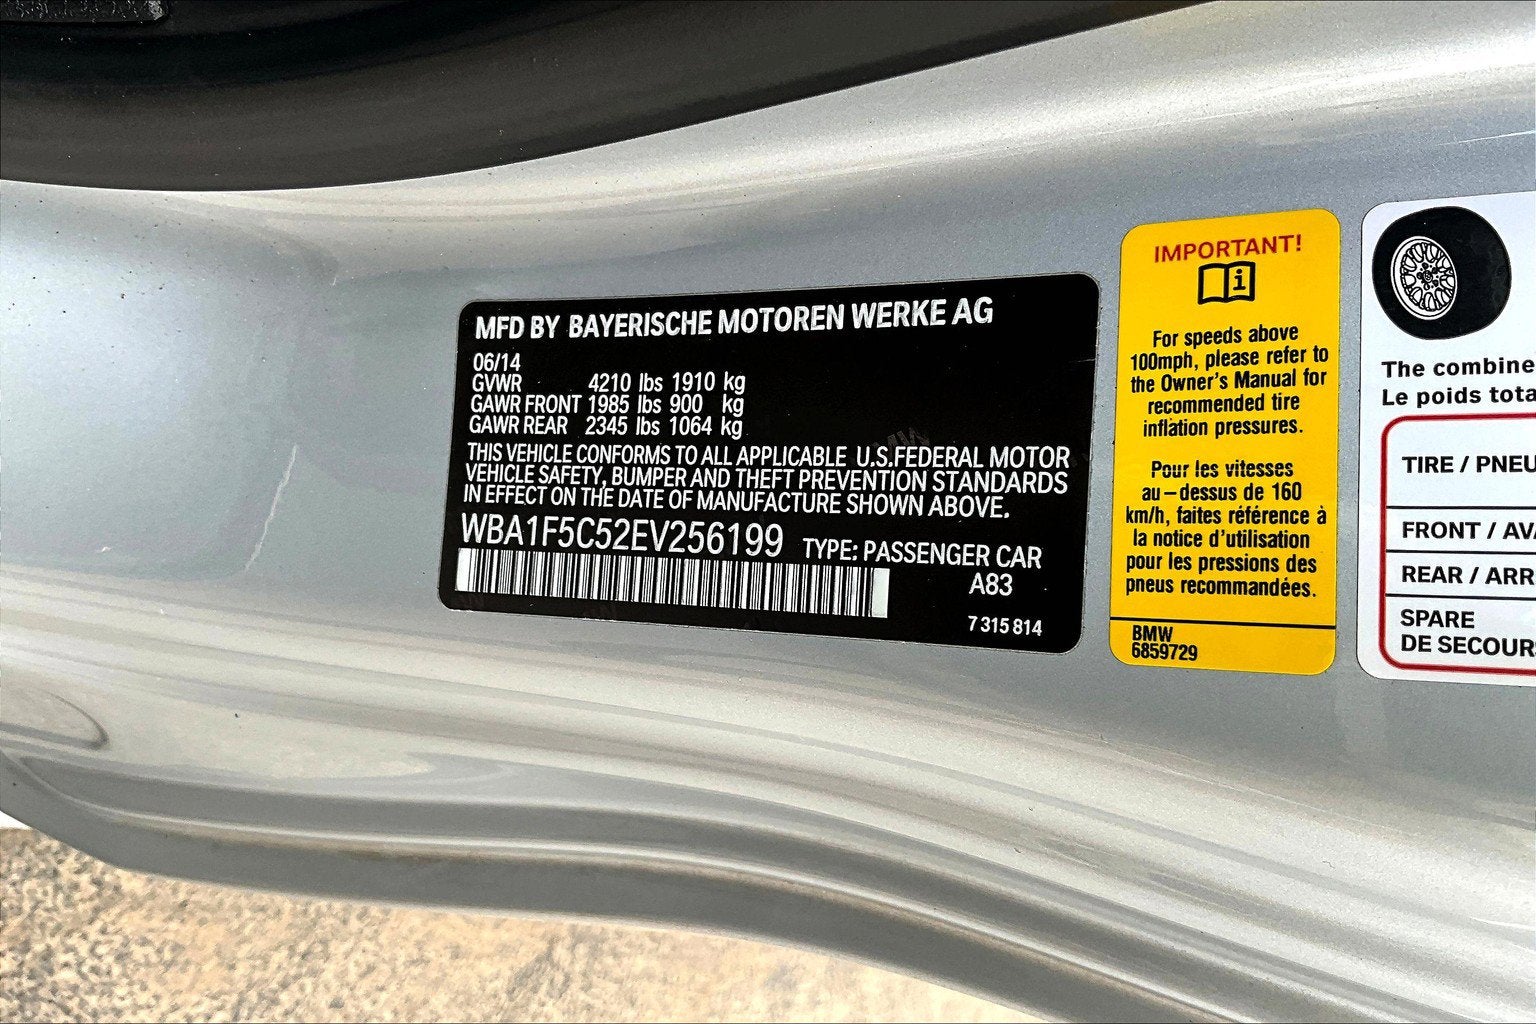 MFD BY BAYERISCHE MOTOREN WERKE AG
06/14
GVWR 4210 lbs 1910 kg
GAWR FRONT 1985 lbs 900 kg
GAWR REAR 2345 lbs 1064 kg
THIS VEHICLE CONFORMS TO ALL APPLICABLE U.S.FEDERAL MOTOR
VEHICLE SAFETY, BUMPER AND THEFT PREVENTION STANDARDS
IN EFFECT ON THE DATE OF MANUFACTURE SHOWN ABOVE.
WBA1F5C52EV256199 TYPE: PASSENGER CAR
A83
7 315 814
IMPORTANT!
For speeds above
100mph, please refer to
the Owner's Manual for
recommended tire
inflation pressures.
Pour les vitesses
au-dessus de 160
km/h, faites référence à
la notice d'utilisation
pour les pressions des
pneus recommandées.
BMW
6859729
The combine
Le poids tota
TIRE / PNEU
FRONT / AVA
REAR / ARR
SPARE
DE SECOURS